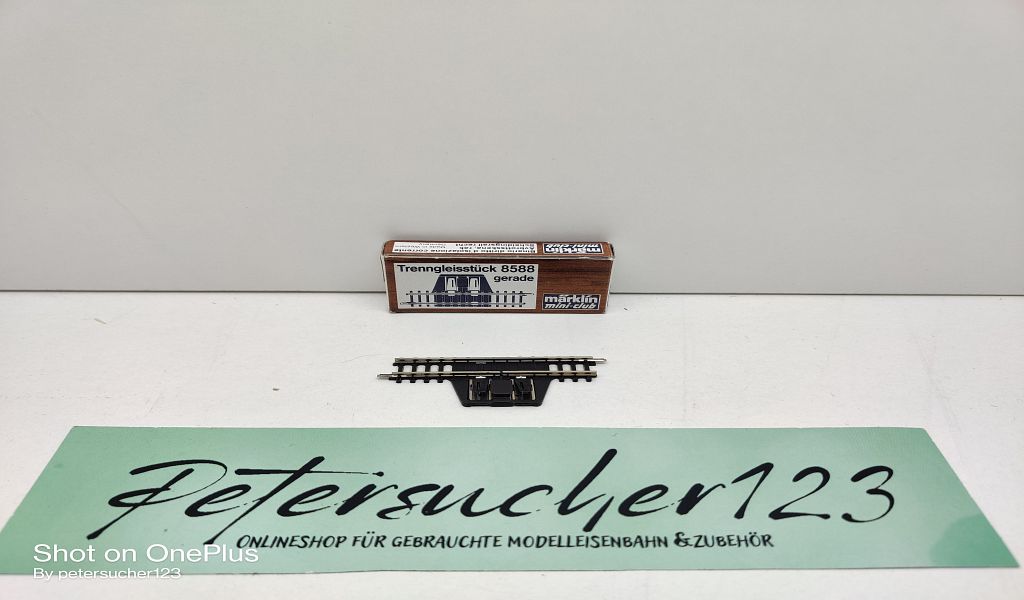 märklin
mini-club
Trenngleisstück 8588
gerade
märklin
mini-club
Petersucher123
ONLINESHOP FÜR GEBRAUCHTE MODELLEISENBAHN & ZUBEHÖR
Shot on OnePlus
By petersucher123